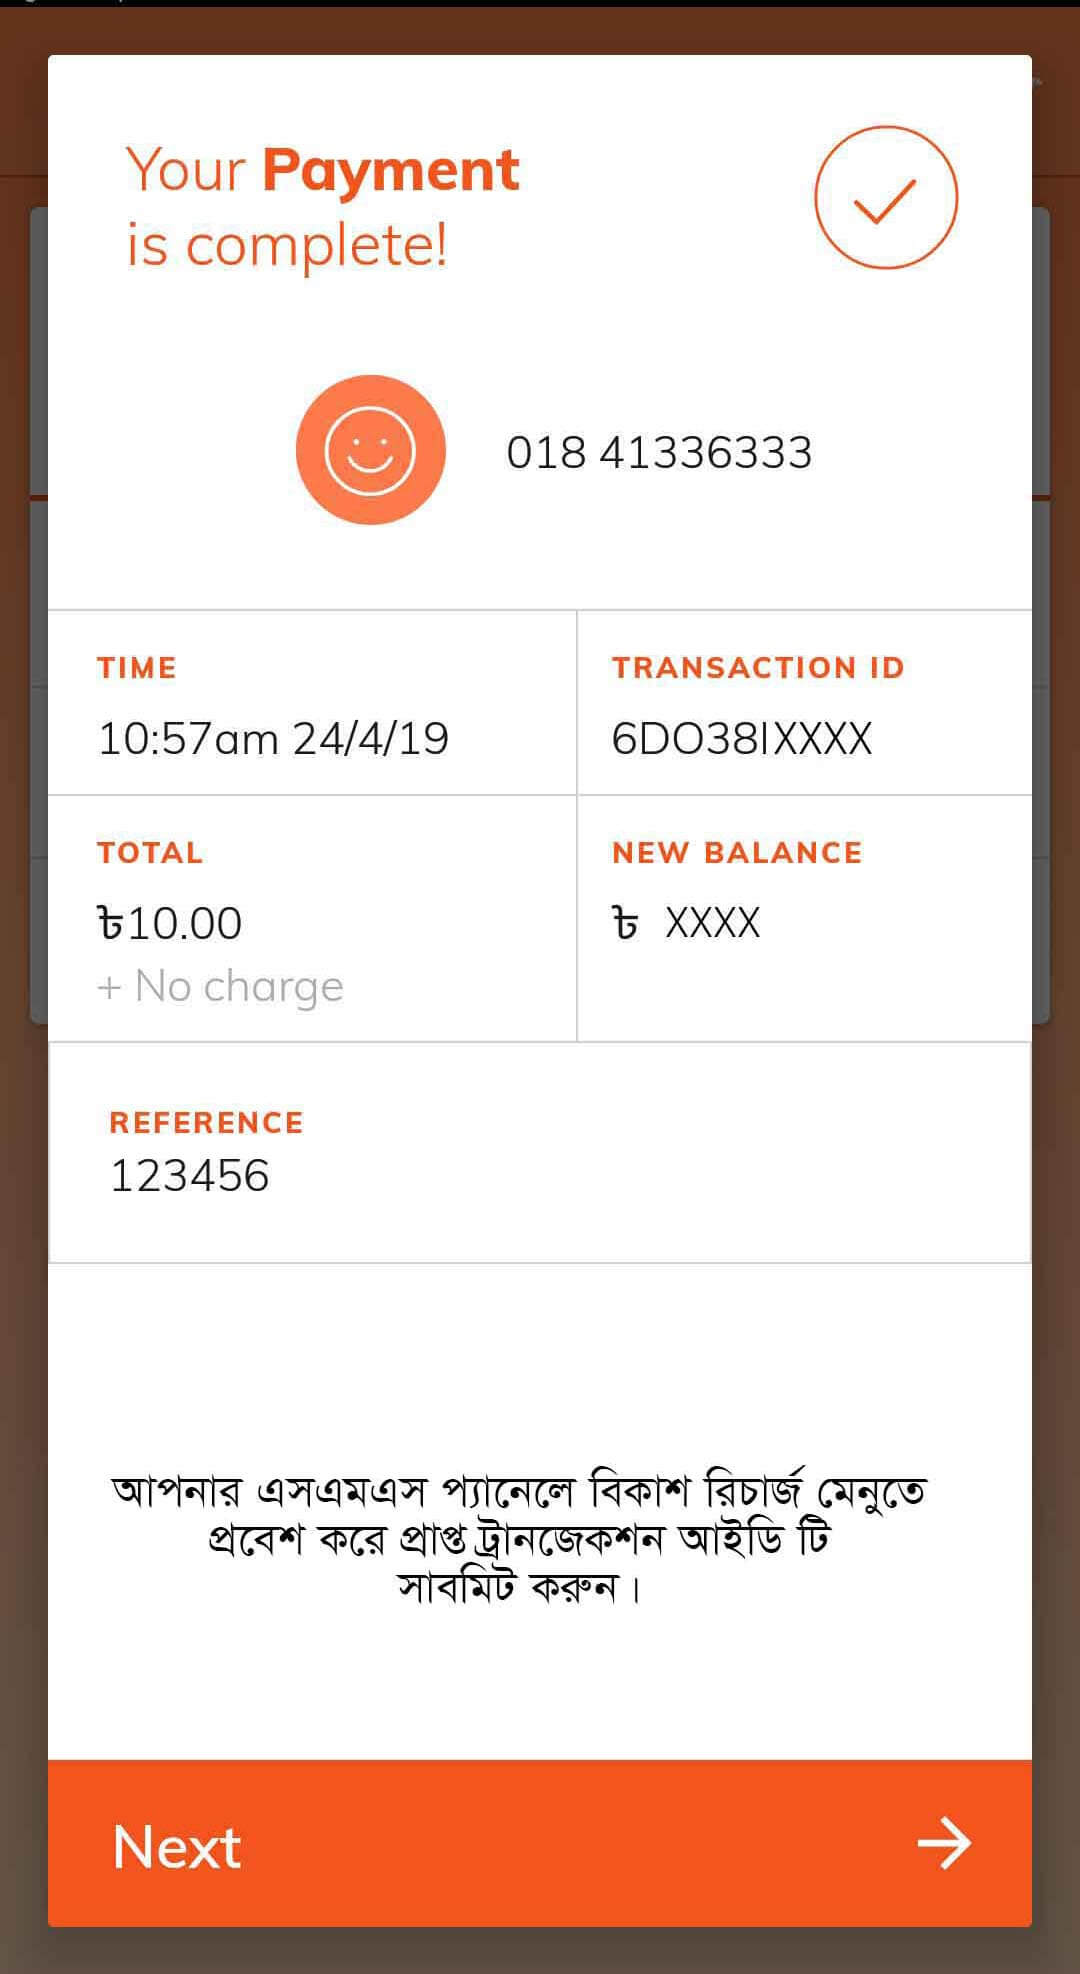 Your Payment
is complete!
018 41336333
TIME
10:57am 24/4/19
TRANSACTION ID
6DO38IXXXX
TOTAL
৳10.00
+ No charge
NEW BALANCE
৳ XXXX
REFERENCE
123456
আপনার এসএমএস প্যানেলে বিকাশ রিচার্জ মেনুতে
প্রবেশ করে প্রাপ্ত ট্রানজেকশন আইডি টি
সাবমিট করুন।
Next